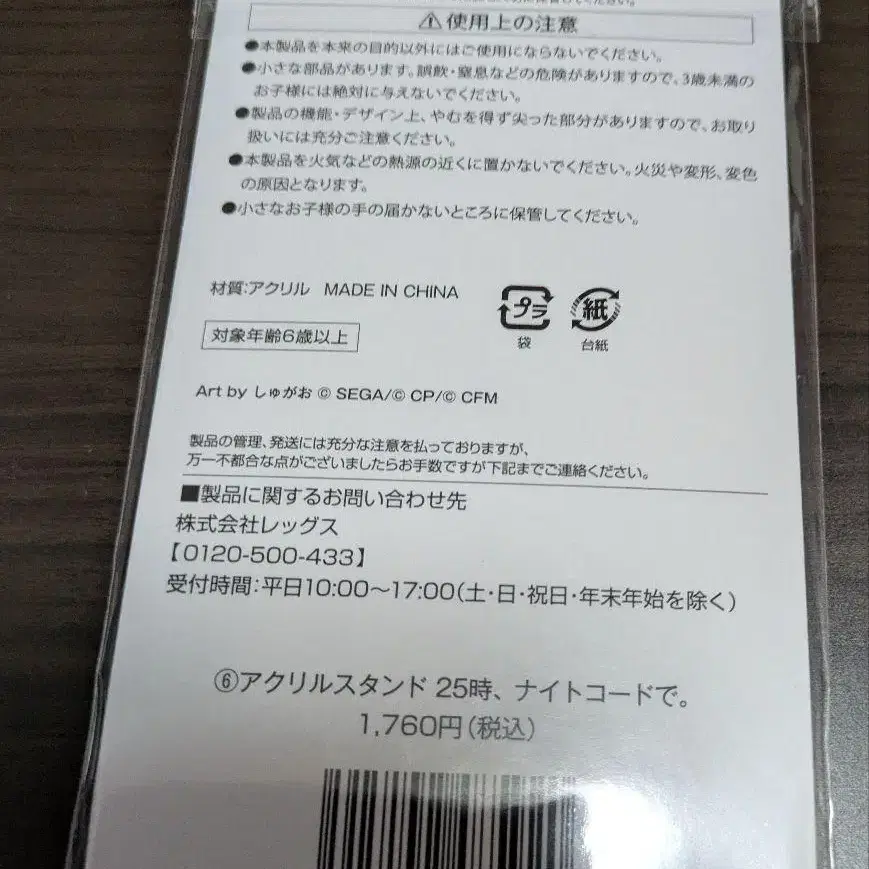 ⚠使用上の注意
●本製品を本来の目的以外にはご使用にならないでください。
●小さな部品があります。誤飲・窒息などの危険がありますので、3歳未満の
お子様には絶対に与えないでください。
●製品の機能・デザイン上、やむを得ず尖った部分がありますので、お取り
扱いには充分ご注意ください。
●本製品を火気などの熱源の近くに置かないでください。火災や変形、変色
の原因となります。
●小さなお子様の手の届かないところに保管してください。
材質:アクリル MADE IN CHINA
プラ 紙
袋 台紙
対象年齢6歳以上
Art by しゅがお © SEGA/© CP/© CFM
製品の管理、発送には充分な注意を払っておりますが、
万一不都合な点がございましたらお手数ですが下記までご連絡ください。
■製品に関するお問い合わせ先
株式会社レッグス
【0120-500-433】
受付時間:平日10:00～17:00(土・日・祝日・年末年始を除く)
⑥アクリルスタンド 25時、ナイトコードで。
1,760円(税込)